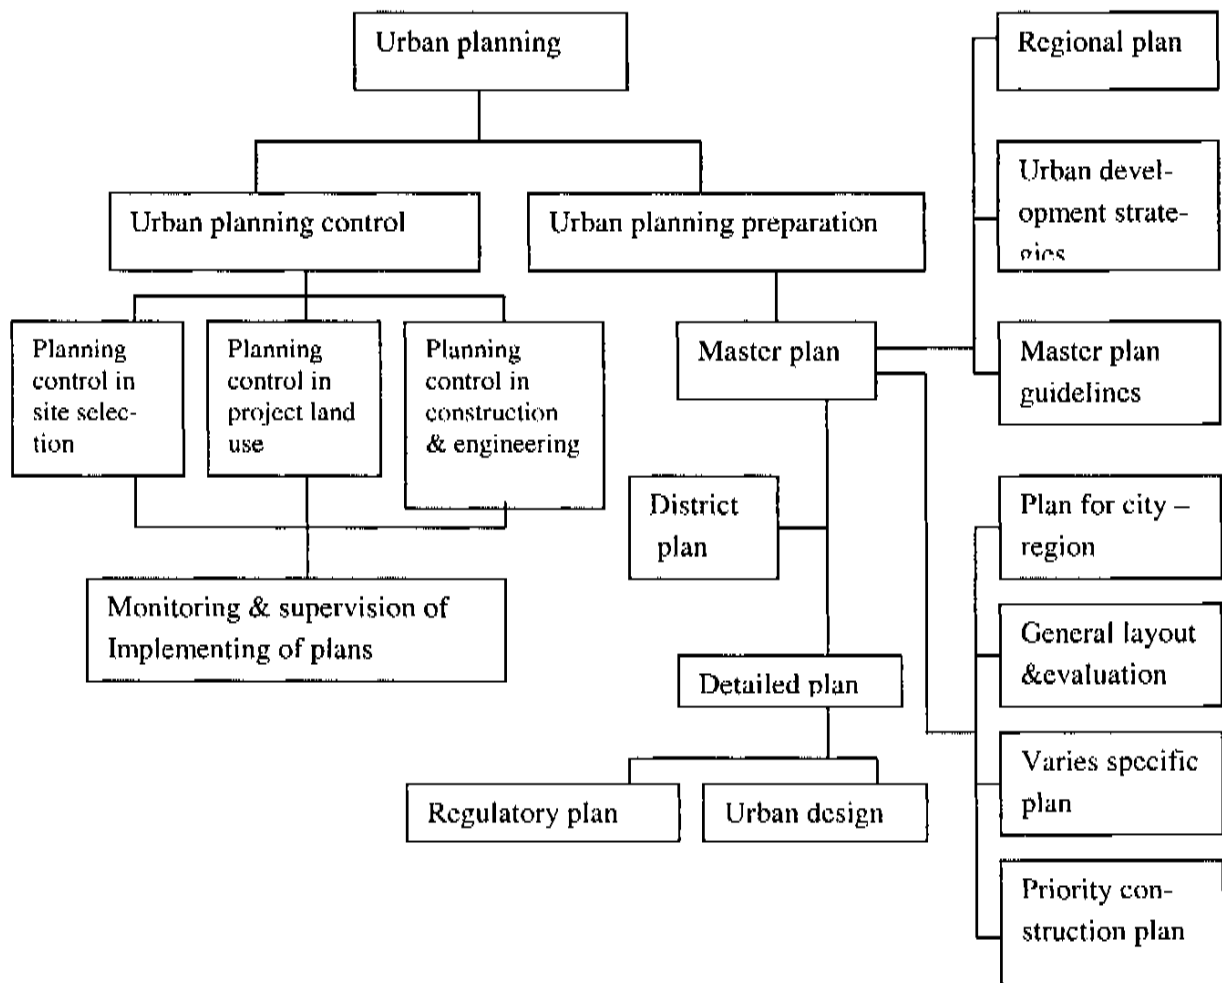 Urban planning
Regional plan
Urban devel-
opment strate-
gies
Urban planning control
Urban planning preparation
Planning
control in
site selec-
tion
Planning
control in
project land
use
Planning
control in
construction
& engineering
Master plan
Master plan
guidelines
District
plan
Plan for city –
region
Monitoring & supervision of
Implementing of plans
General layout
&evaluation
Detailed plan
Varies specific
plan
Regulatory plan
Urban design
Priority con-
struction plan